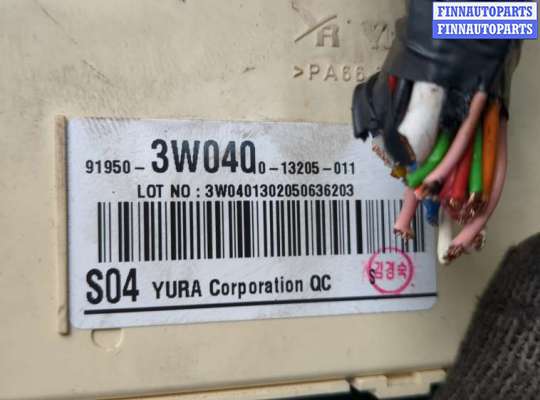 FINNAUTOPARTS
FINNAUTOPARTS
>PA66
91950- 3W040 0-13205-011
LOT NO : 3W0401302050636203
S04 YURA Corporation QC S